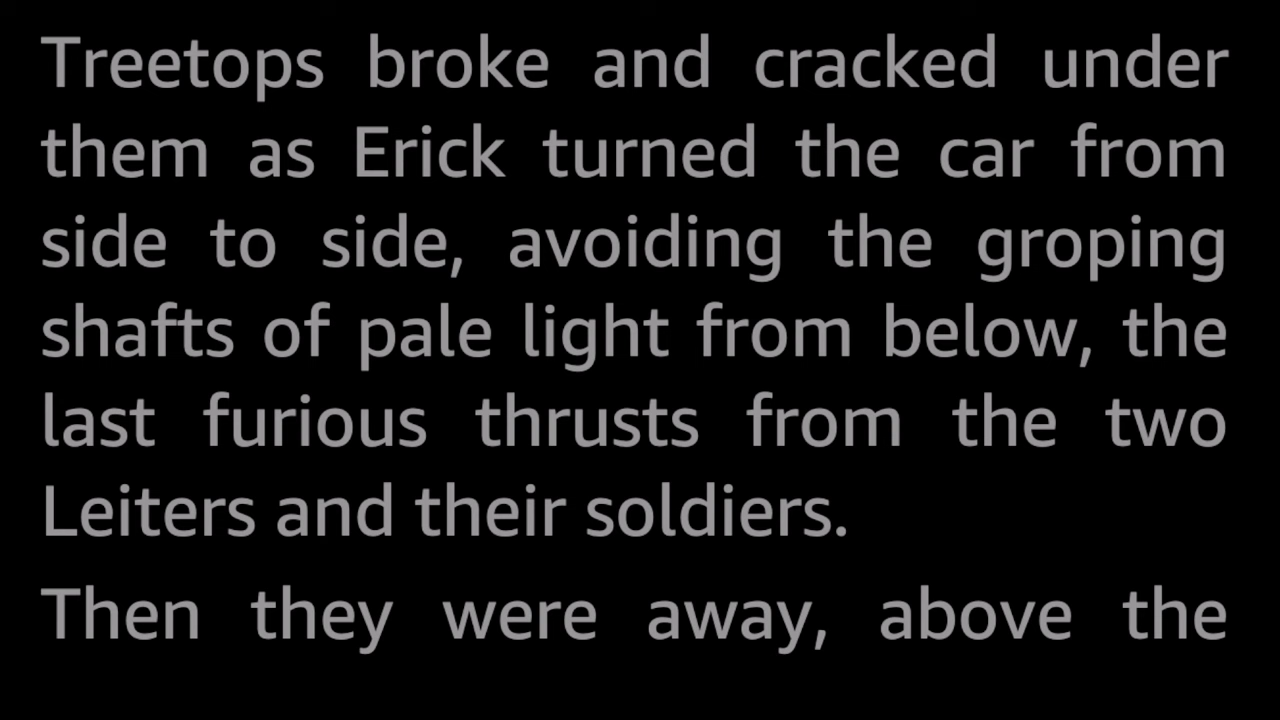 Treetops broke and cracked under
them as Erick turned the car from
side to side, avoiding the groping
shafts of pale light from below, the
last furious thrusts from the two
Leiters and their soldiers.
Then they were away, above the